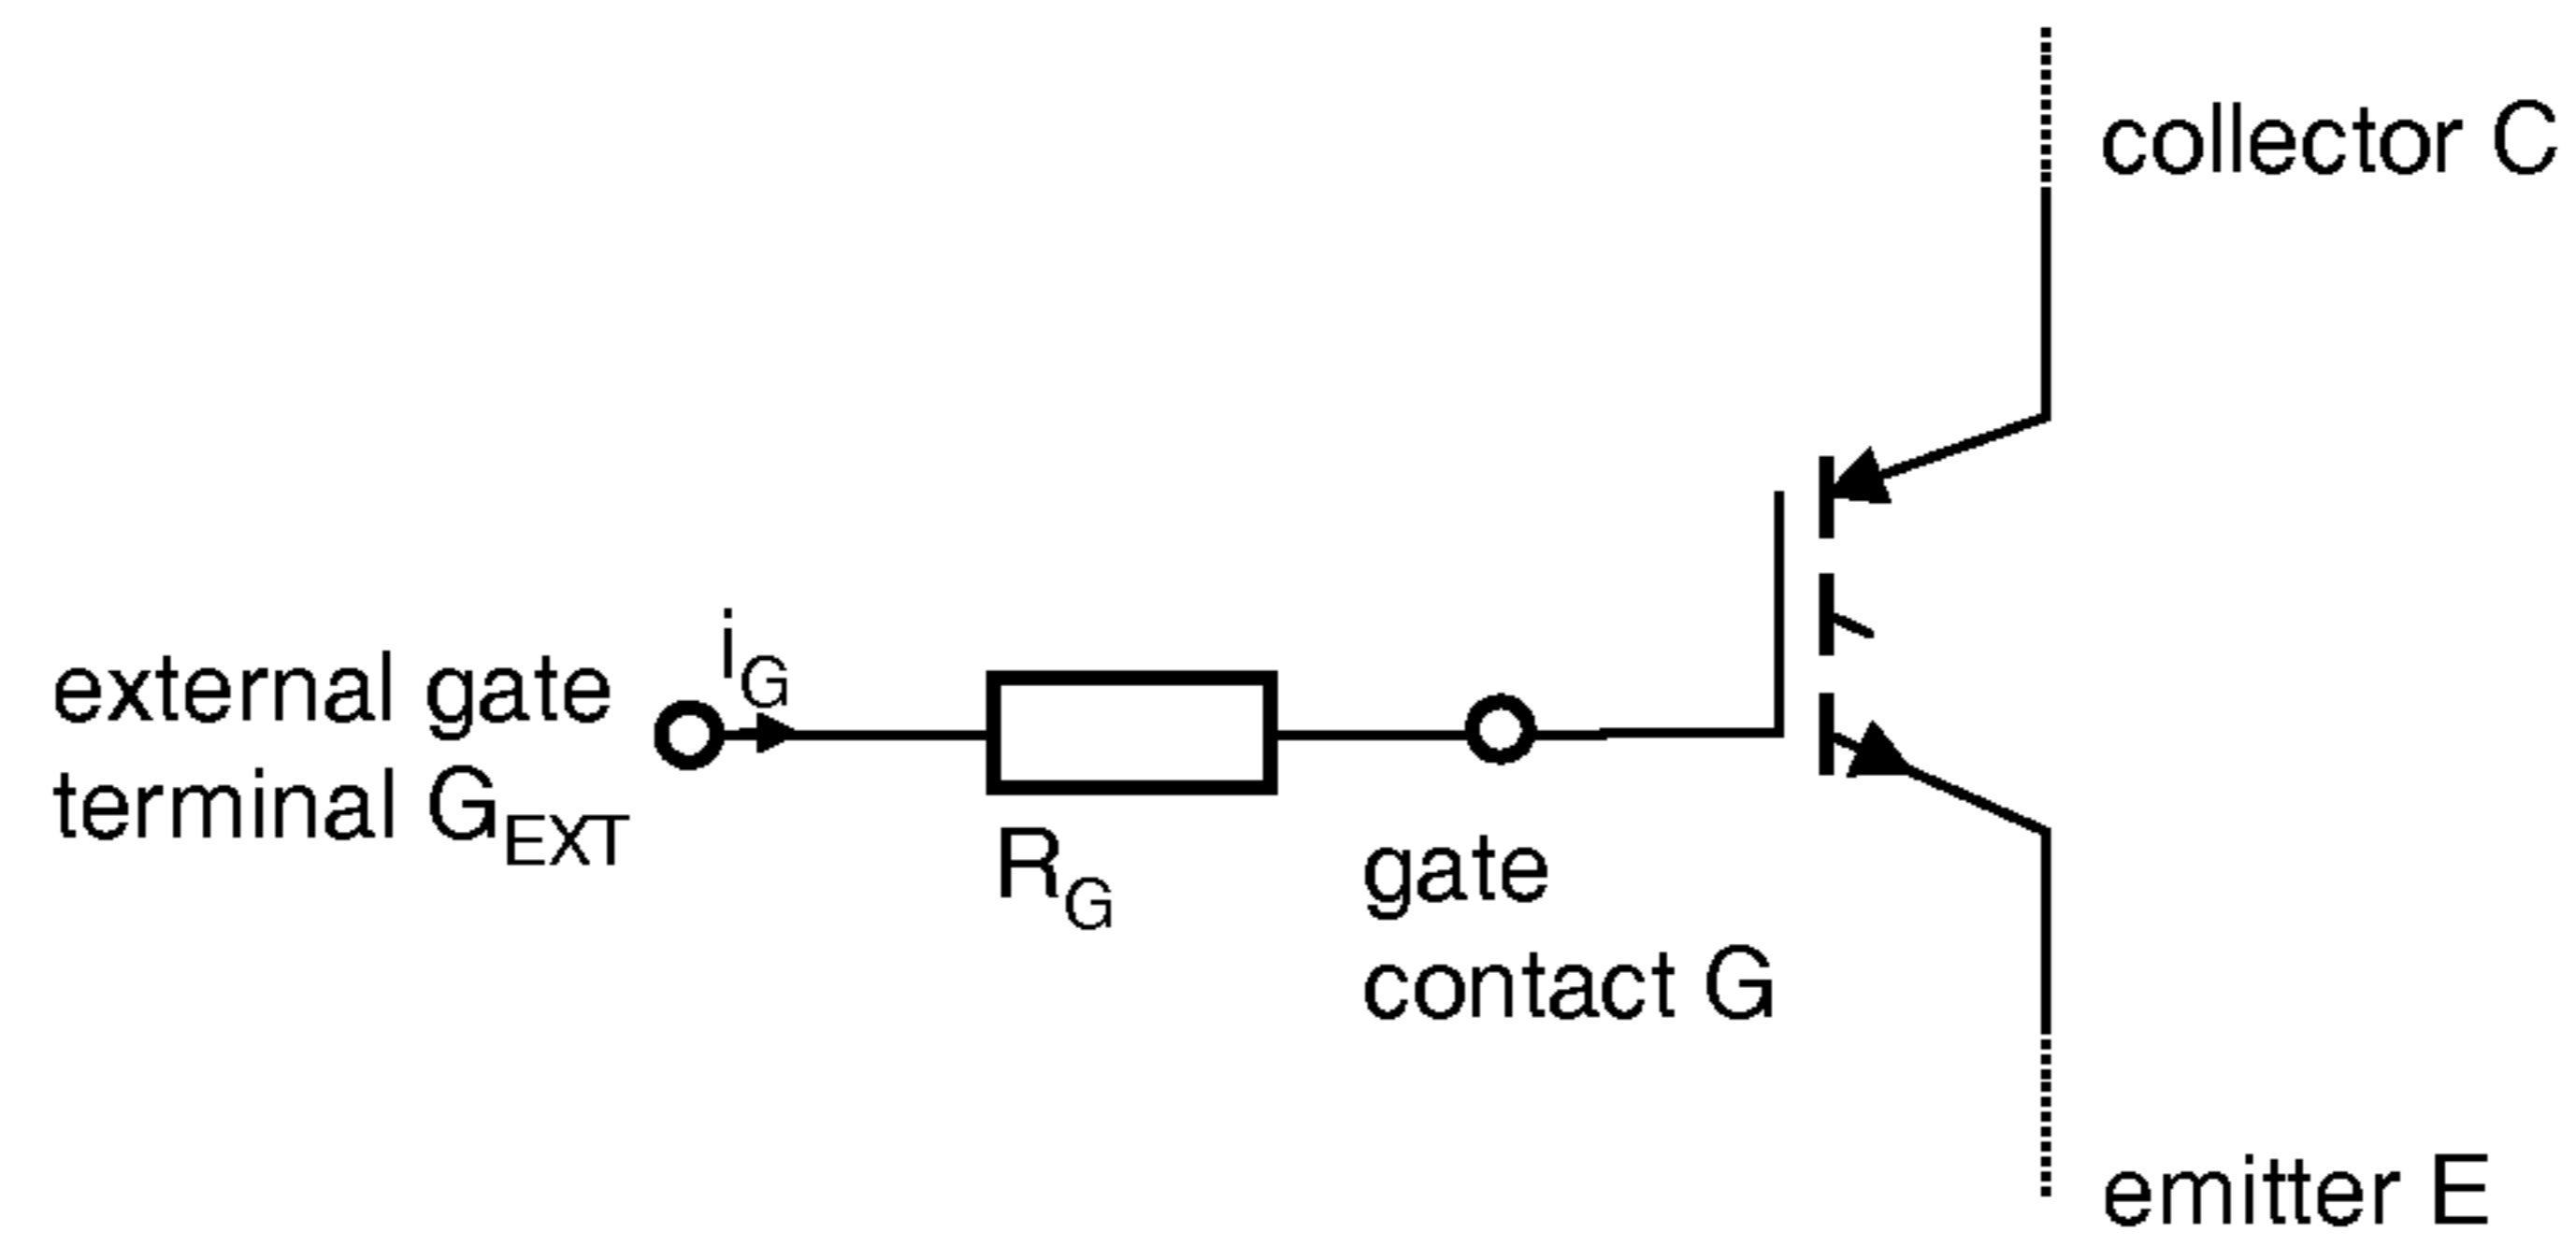 collector C
i_G
external gate
terminal G_EXT
R_G
gate
contact G
emitter E